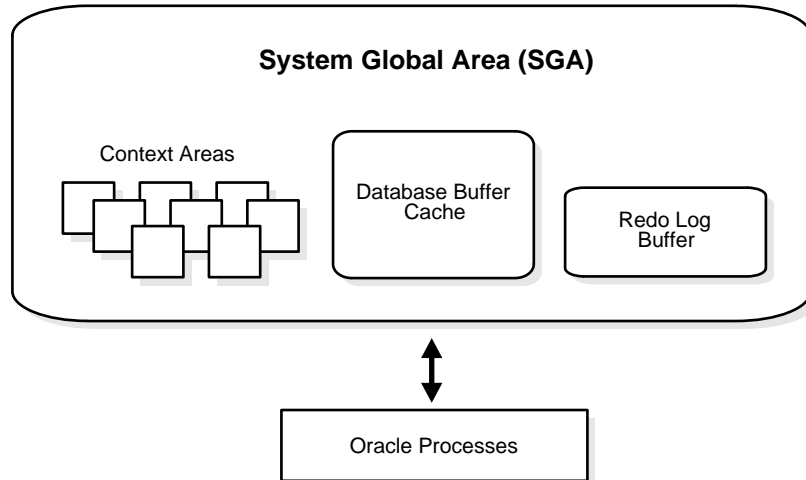 System Global Area (SGA)
Context Areas
Database Buffer
Cache
Redo Log
Buffer
Oracle Processes